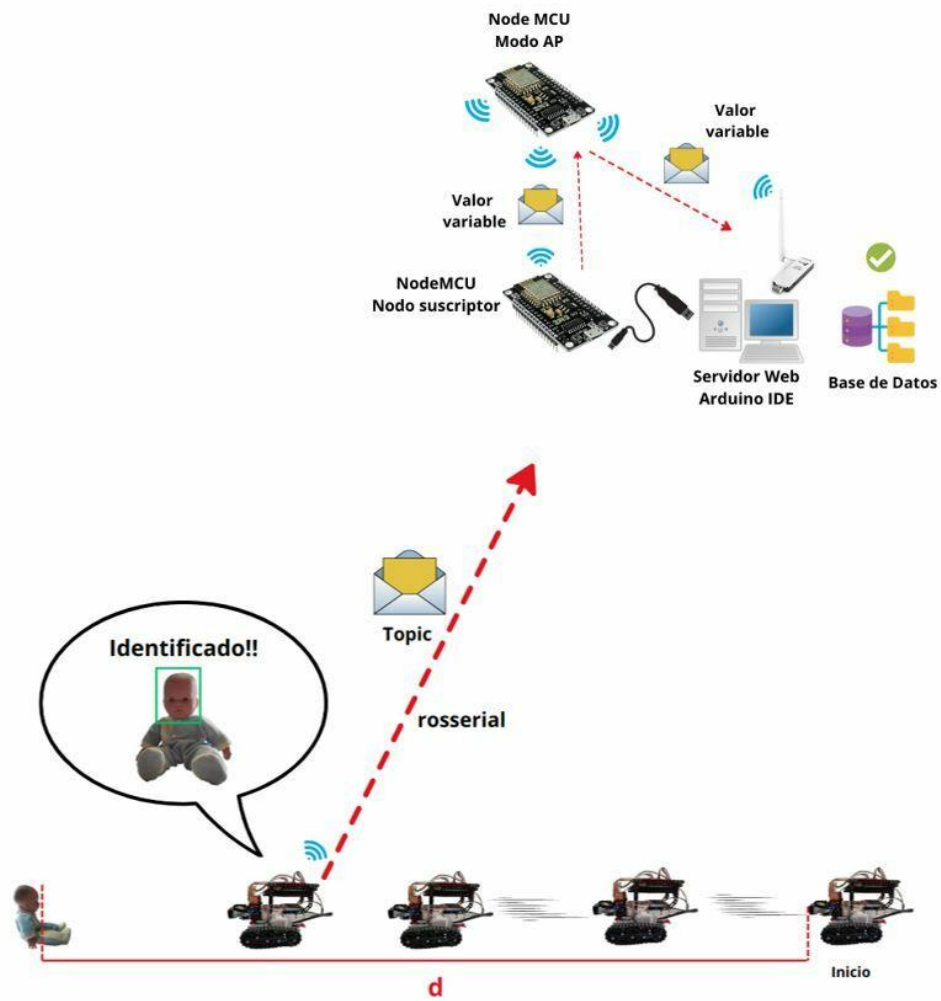 Node MCU
Modo AP
Valor
variable
Valor
variable
NodeMCU
Nodo suscriptor
Servidor Web
Arduino IDE
Base de Datos
Topic
Identificado!!
rosserial
Inicio
d